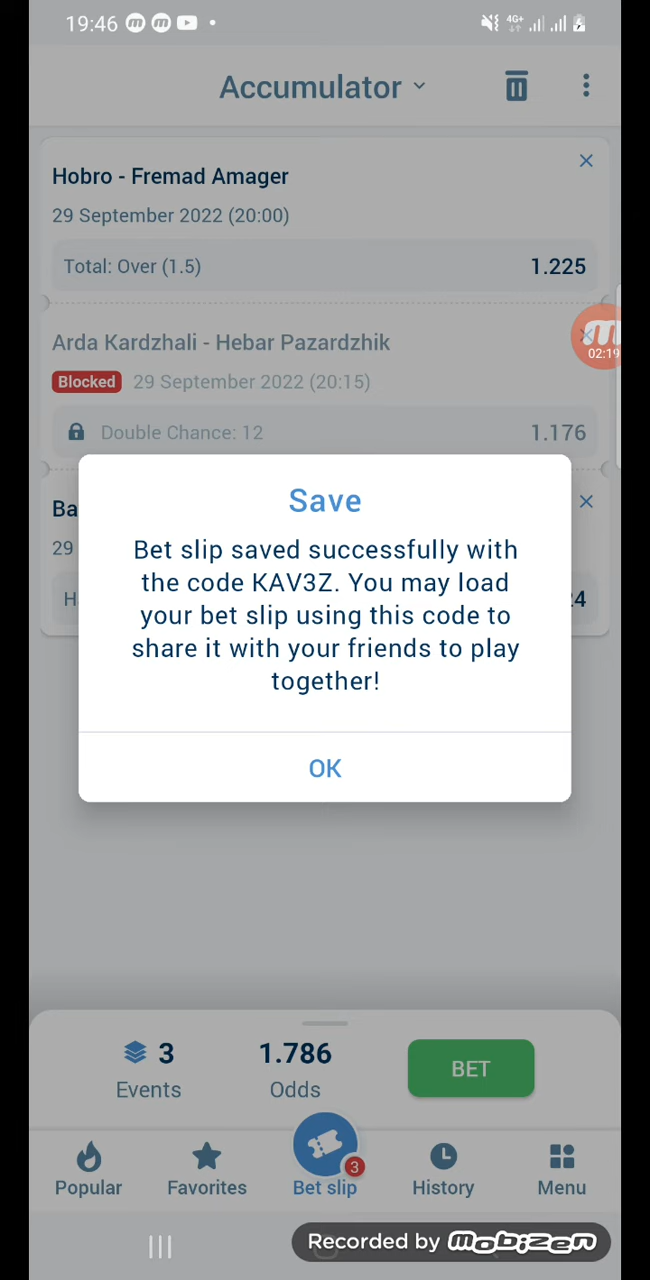 19:46
4G+
Accumulator
Hobro - Fremad Amager
29 September 2022 (20:00)
Total: Over (1.5) 1.225
Arda Kardzhali - Hebar Pazardzhik
02:19
Blocked 29 September 2022 (20:15)
Double Chance: 12 1.176
Save
Bet slip saved successfully with
the code KAV3Z. You may load
your bet slip using this code to
share it with your friends to play
together!
OK
Ba
29
H
4
3 1.786
Events Odds
BET
3
Popular Favorites Bet slip History Menu
Recorded by mobizen